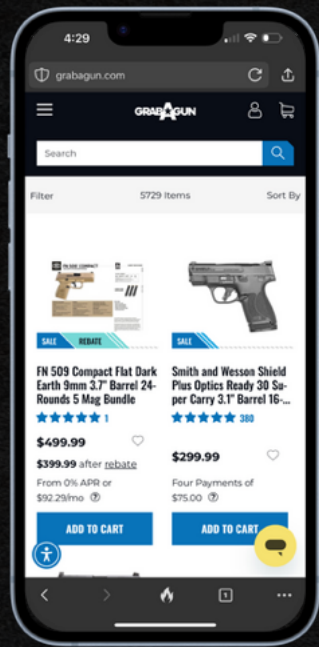 4:29
grabagun.com
GRABAGUN
Search
Filter
5729 Items
Sort By
SALE
REBATE
SALE
FN 509 Compact Flat Dark
Earth 9mm 3.7" Barrel 24-
Rounds 5 Mag Bundle
1
$499.99
$399.99 after rebate
From 0% APR or
$92.29/mo ?
ADD TO CART
Smith and Wesson Shield
Plus Optics Ready 30 Su-
per Carry 3.1" Barrel 16-...
380
$299.99
Four Payments of
$75.00 ?
ADD TO CART
1